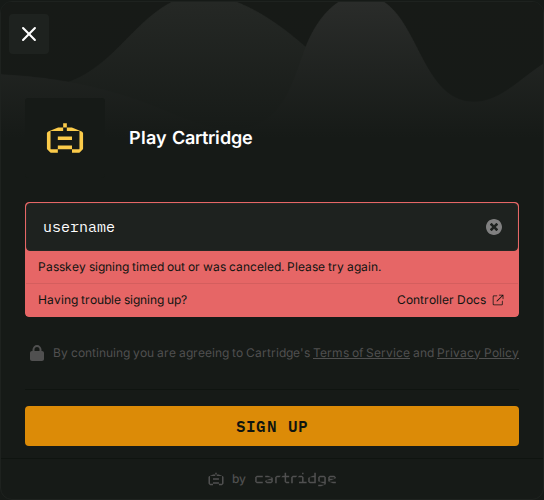 Play Cartridge
username
Passkey signing timed out or was canceled. Please try again.
Having trouble signing up? Controller Docs
By continuing you are agreeing to Cartridge's Terms of Service and Privacy Policy
SIGN UP
by cartridge